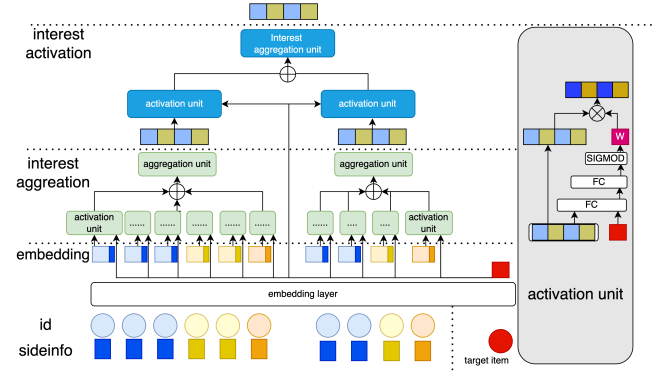 interest
activation
Interest
aggregation unit
activation unit
activation unit
W
SIGMOD
FC
FC
interest
aggreation
aggregation unit
aggregation unit
activation
unit
......
......
......
......
......
......
....
....
activation
unit
embedding
embedding layer
activation unit
id
sideinfo
target item